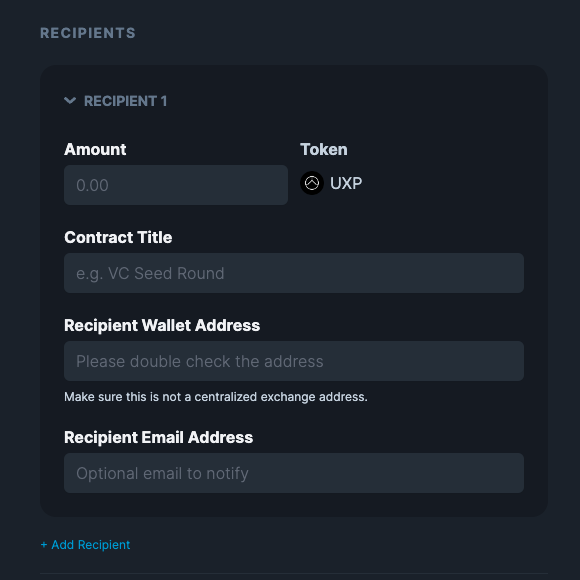 RECIPIENTS
RECIPIENT 1
Amount
Token
0.00
UXP
Contract Title
e.g. VC Seed Round
Recipient Wallet Address
Please double check the address
Make sure this is not a centralized exchange address.
Recipient Email Address
Optional email to notify
+ Add Recipient